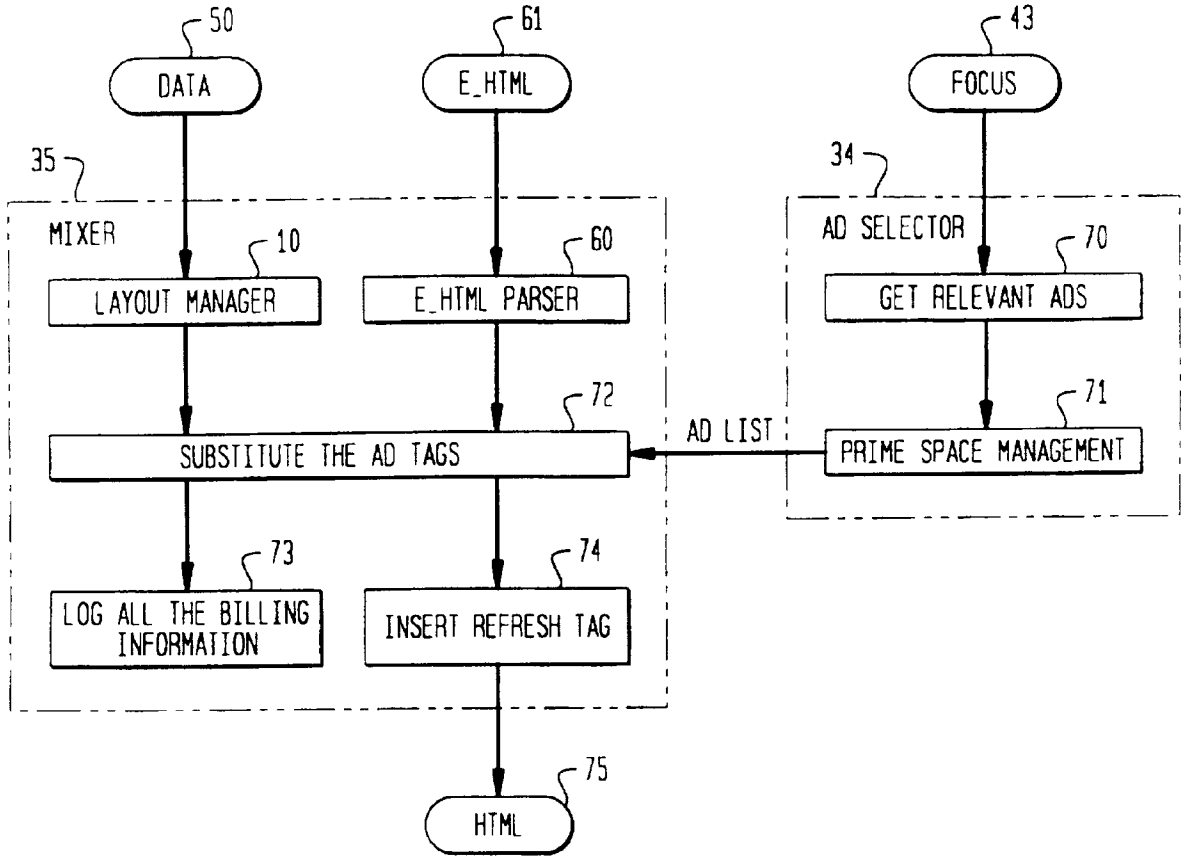 50
61
43
DATA
E_HTML
FOCUS
35
34
MIXER
AD SELECTOR
10
60
70
LAYOUT MANAGER
E_HTML PARSER
GET RELEVANT ADS
72
71
AD LIST
SUBSTITUTE THE AD TAGS
PRIME SPACE MANAGEMENT
73
74
LOG ALL THE BILLING
INFORMATION
INSERT REFRESH TAG
75
HTML